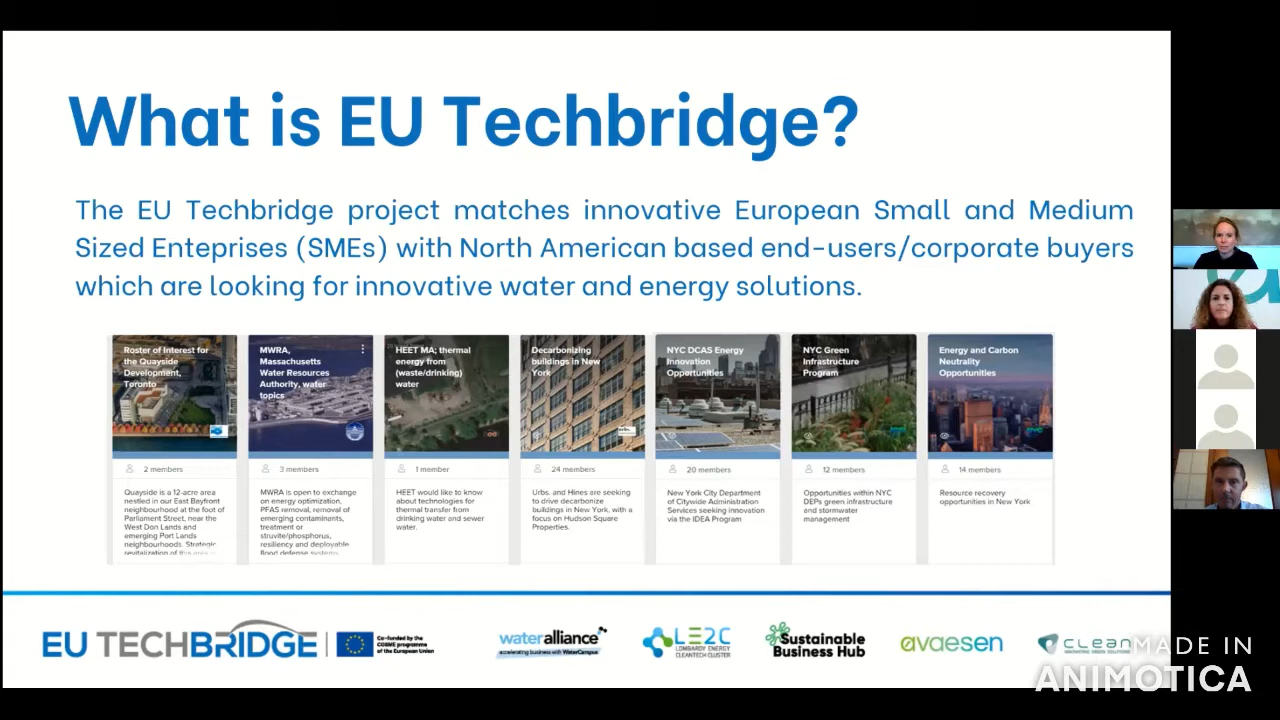 What is EU Techbridge?
The EU Techbridge project matches innovative European Small and Medium
Sized Enteprises (SMEs) with North American based end-users/corporate buyers
which are looking for innovative water and energy solutions.
Roster of Interest for
the Quayside
Development,
Toronto
2 members
Quayside is a 12-acre area
nestled in our East Bayfront
neighbourhood at the foot of
Parliament Street, near the
West Don Lands and
emerging Port Lands
neighbourhoods. Strategic
revitalization of this area
MWRA,
Massachusetts
Water Resources
Authority, water
topics
3 members
MWRA is open to exchange
on energy optimization,
PFAS removal, removal of
emerging contaminants,
treatment or
struvite/phosphorus,
resiliency and deployable
flood defense systems
HEET MA; thermal
energy from
(waste/drinking)
water
1 member
HEET would like to know
about technologies for
thermal transfer from
drinking water and sewer
water.
Decarbonizing
buildings in New
York
24 members
Urbs. and Hines are seeking
to drive decarbonize
buildings in New York, with a
focus on Hudson Square
Properties.
NYC DCAS Energy
Innovation
Opportunities
20 members
New York City Department
of Citywide Administration
Services seeking innovation
via the IDEA Program
NYC Green
Infrastructure
Program
12 members
Opportunities within NYC
DEPs green infrastructure
and stormwater
management
Energy and Carbon
Neutrality
Opportunities
14 members
Resource recovery
opportunities in New York
EU TECHBRIDGE
Co-funded by the
COSME programme
of the European Union
wateralliance
accelerating business with WaterCampus
LE2C
LOMBARDY ENERGY
CLEANTECH CLUSTER
Sustainable
Business Hub
avaesen
CLEAN
INNOVATIVE GREEN SOLUTIONS
MADE IN
ANIMOTICA